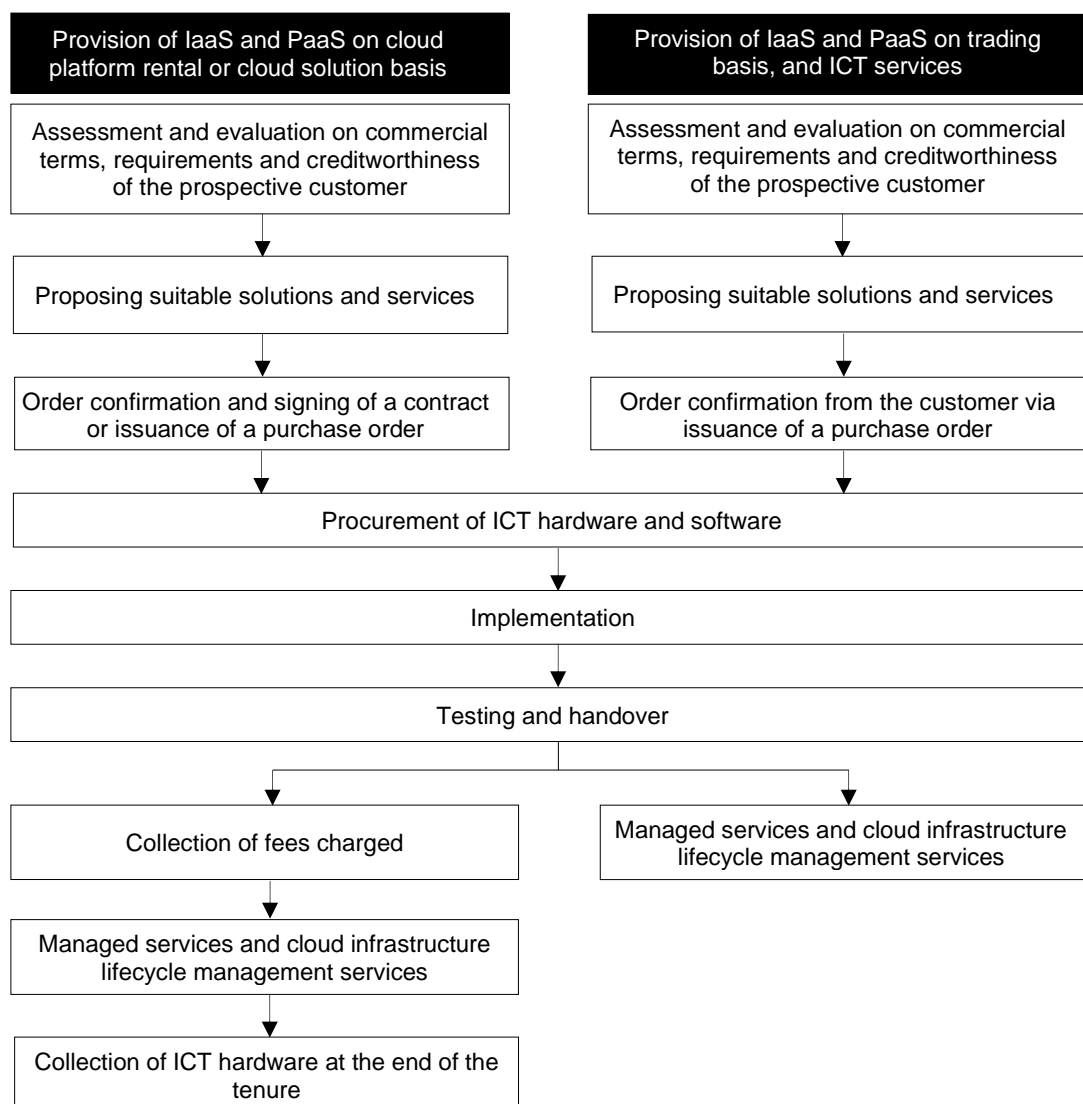 Provision of IaaS and PaaS on cloud
platform rental or cloud solution basis
Provision of IaaS and PaaS on trading
basis, and ICT services
Assessment and evaluation on commercial
terms, requirements and creditworthiness
of the prospective customer
Assessment and evaluation on commercial
terms, requirements and creditworthiness
of the prospective customer
Proposing suitable solutions and services
Proposing suitable solutions and services
Order confirmation and signing of a contract
or issuance of a purchase order
Order confirmation from the customer via
issuance of a purchase order
Procurement of ICT hardware and software
Implementation
Testing and handover
Collection of fees charged
Managed services and cloud infrastructure
lifecycle management services
Managed services and cloud infrastructure
lifecycle management services
Collection of ICT hardware at the end of the
tenure